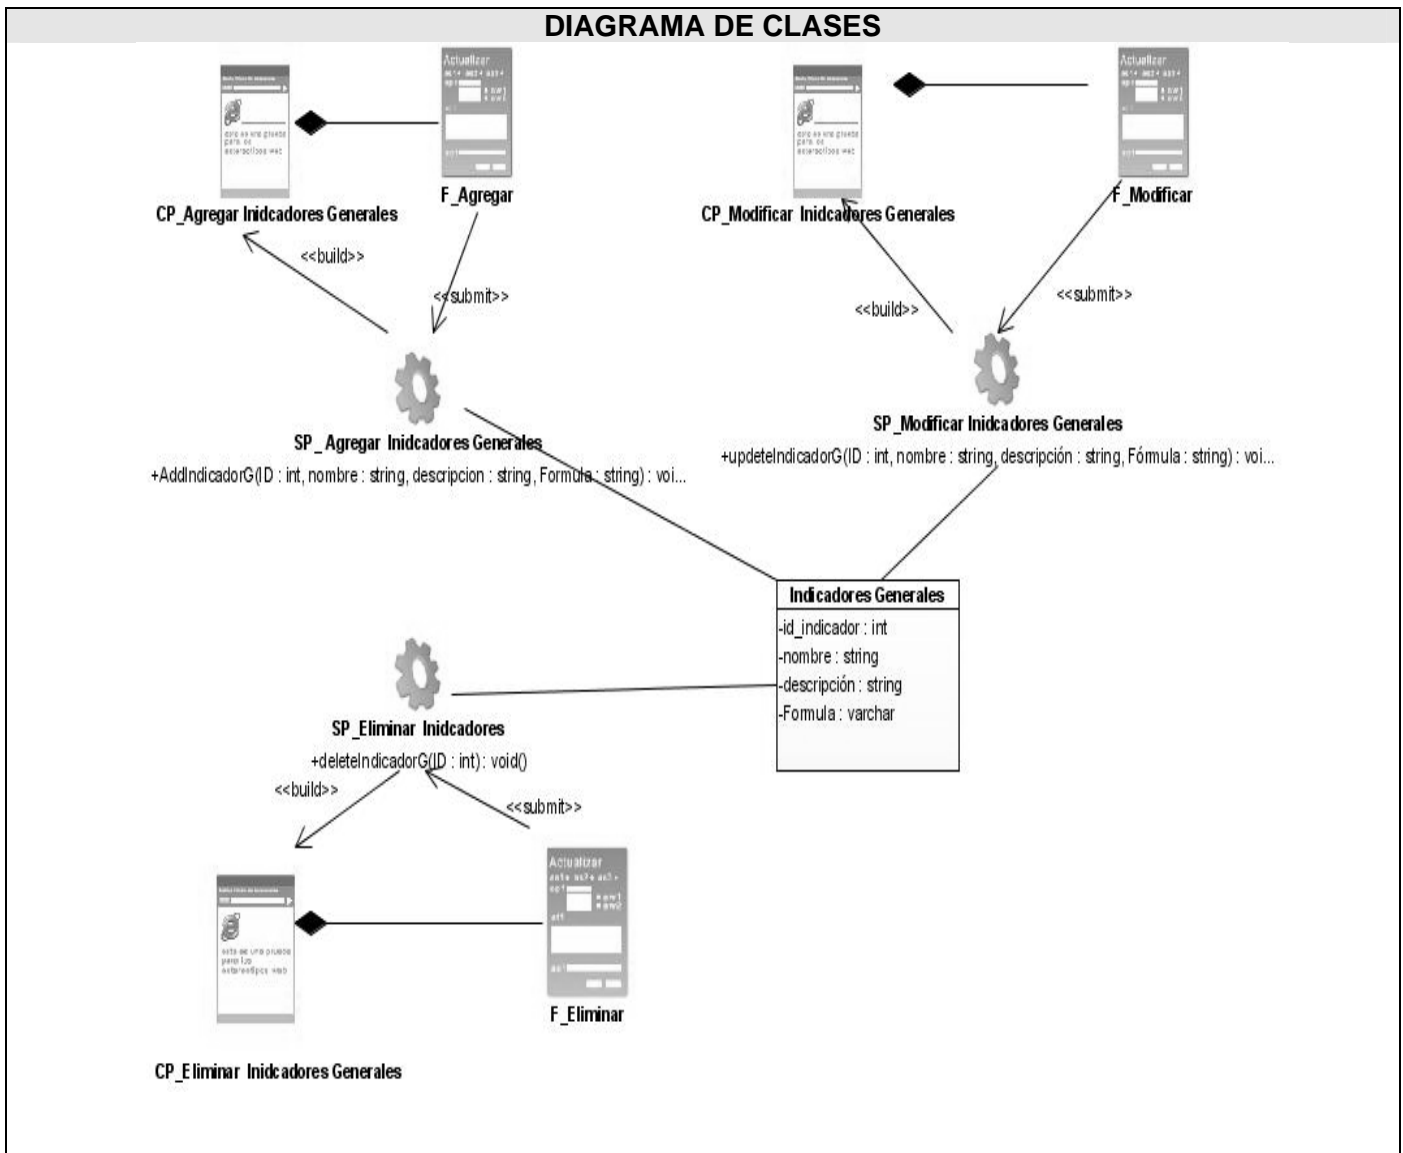 DIAGRAMA DE CLASES
Actualizar
CP_Agregar Inidcadores Generales
F_Agregar
<<build>>
<<submit>>
SP_ Agregar Inidcadores Generales
+AddIndicadorG(ID : int, nombre : string, descripcion : string, Formula : string) : voi...
Actualizar
CP_Modificar Inidcadores Generales
F_Modificar
<<build>>
<<submit>>
SP_Modificar Inidcadores Generales
+updeteIndicadorG(ID : int, nombre : string, descripción : string, Fórmula : string) : voi...
Indicadores Generales
-id_indicador : int
-nombre : string
-descripción : string
-Formula : varchar
SP_Eliminar Inidcadores
+deleteIndicadorG(ID : int) : void()
<<build>>
<<submit>>
Actualizar
F_Eliminar
CP_Eliminar Inidcadores Generales